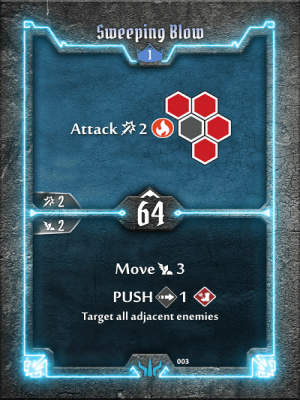 Sweeping Blow
1
Attack 2
2
2
64
Move 3
PUSH 1
Target all adjacent enemies
003